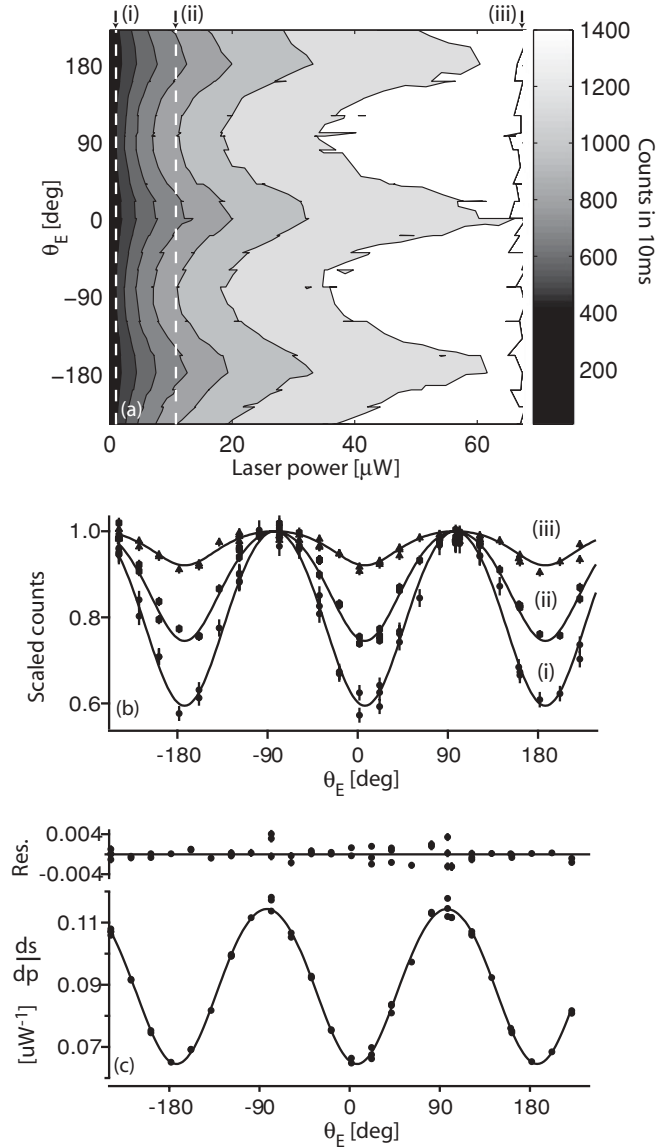 (i) (ii) (iii)
180
90
0
−90
−180
θE [deg]
(a)
0 20 40 60
Laser power [μW]
1400
1200
1000
800
600
400
200
Counts in 10ms
1.0
0.8
0.6
Scaled counts
(iii)
(ii)
(i)
(b)
-180 -90 0 90 180
θE [deg]
0.004
-0.004
Res.
0.11
0.09
0.07
ds
dp
[uW-1]
(c)
-180 -90 0 90 180
θE [deg]